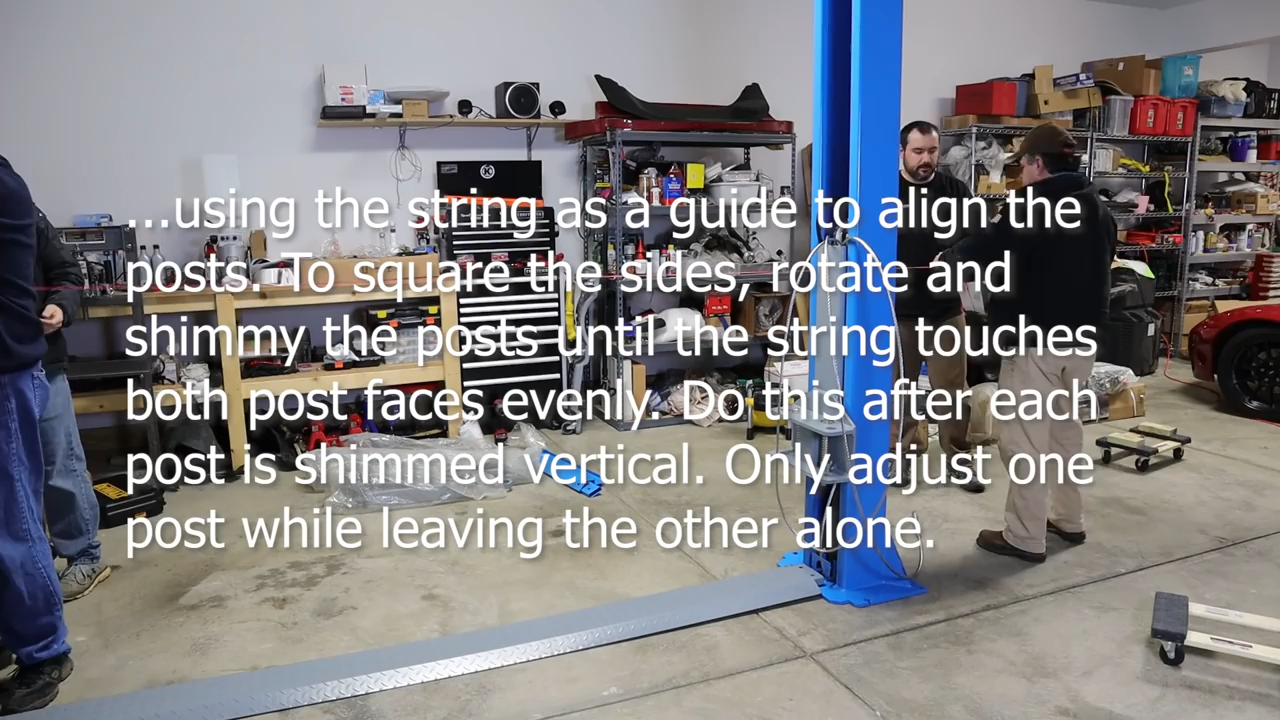 ...using the string as a guide to align the
posts. To square the sides, rotate and
shimmy the posts until the string touches
both post faces evenly. Do this after each
post is shimmed vertical. Only adjust one
post while leaving the other alone.